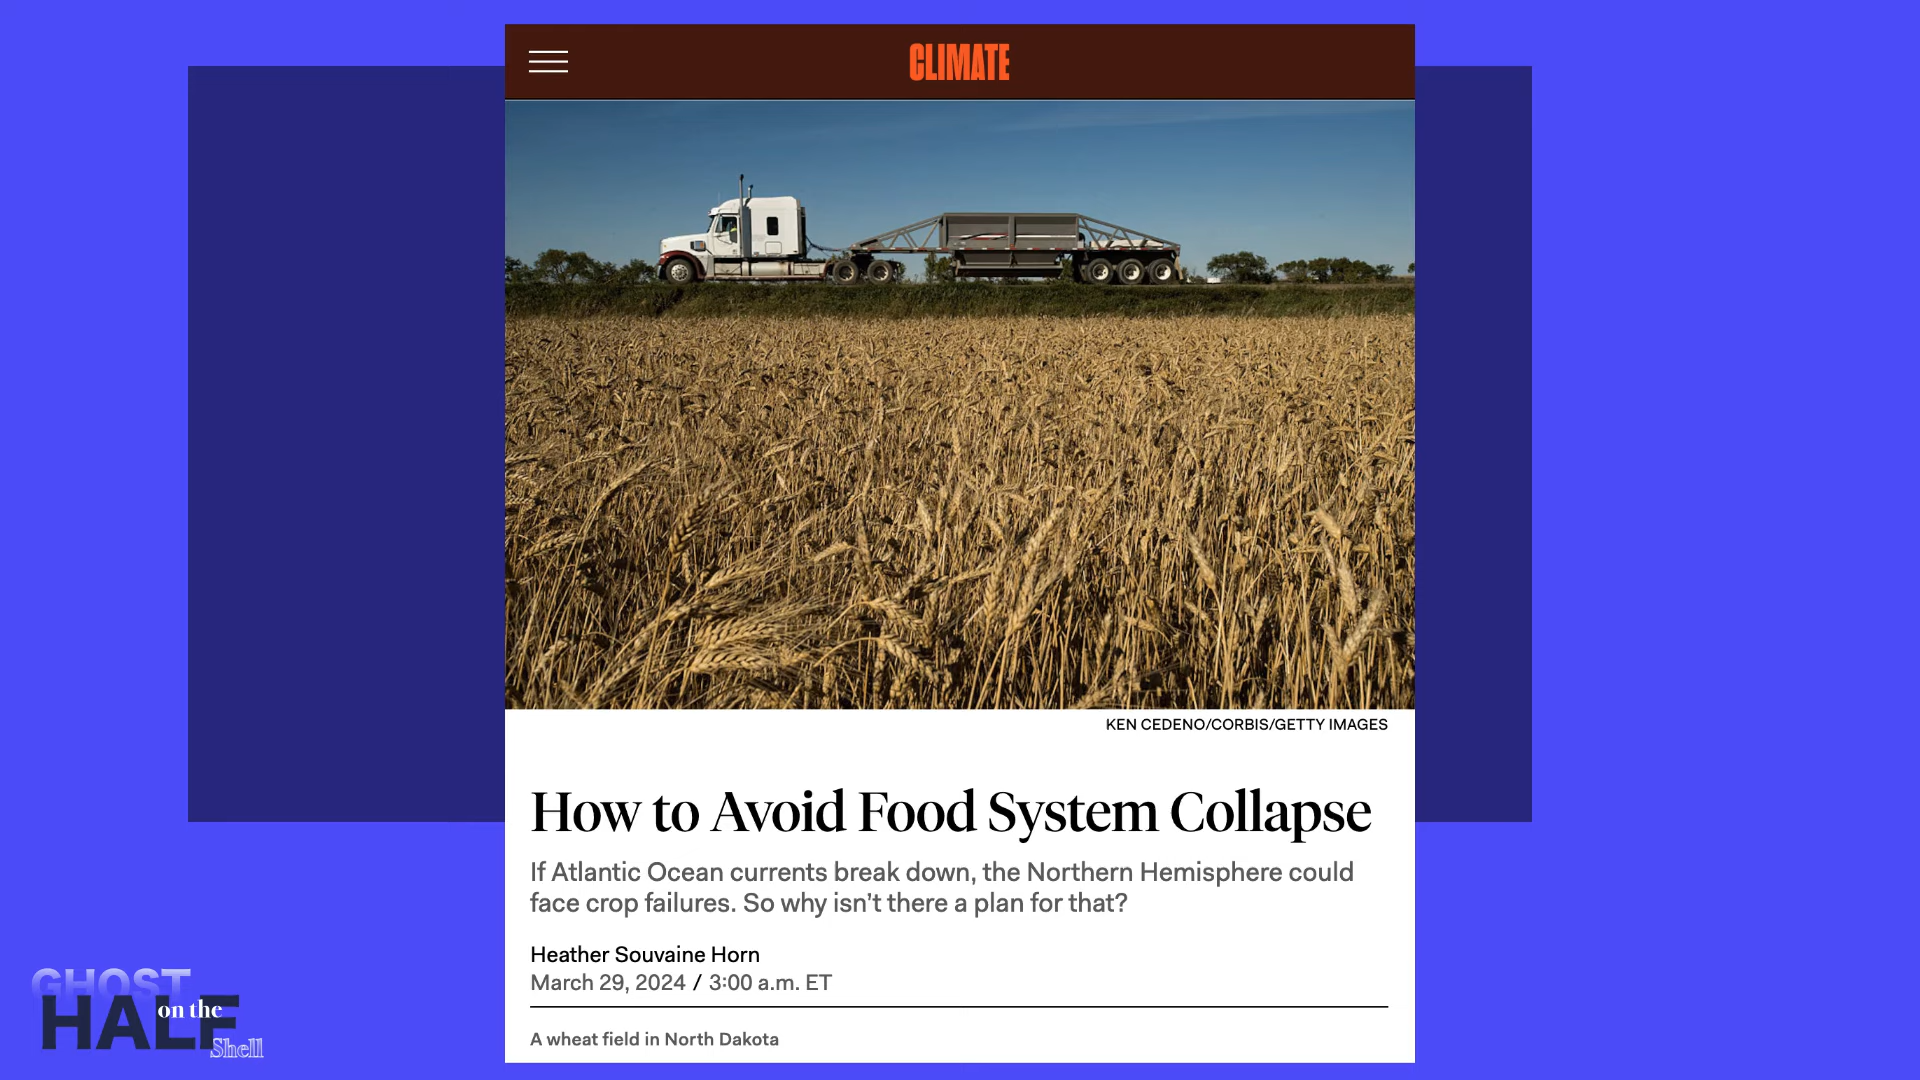 CLIMATE
KEN CEDENO/CORBIS/GETTY IMAGES
How to Avoid Food System Collapse
If Atlantic Ocean currents break down, the Northern Hemisphere could
face crop failures. So why isn’t there a plan for that?
Heather Souvaine Horn
March 29, 2024 / 3:00 a.m. ET
A wheat field in North Dakota
GHOST
on the
HALF
Shell